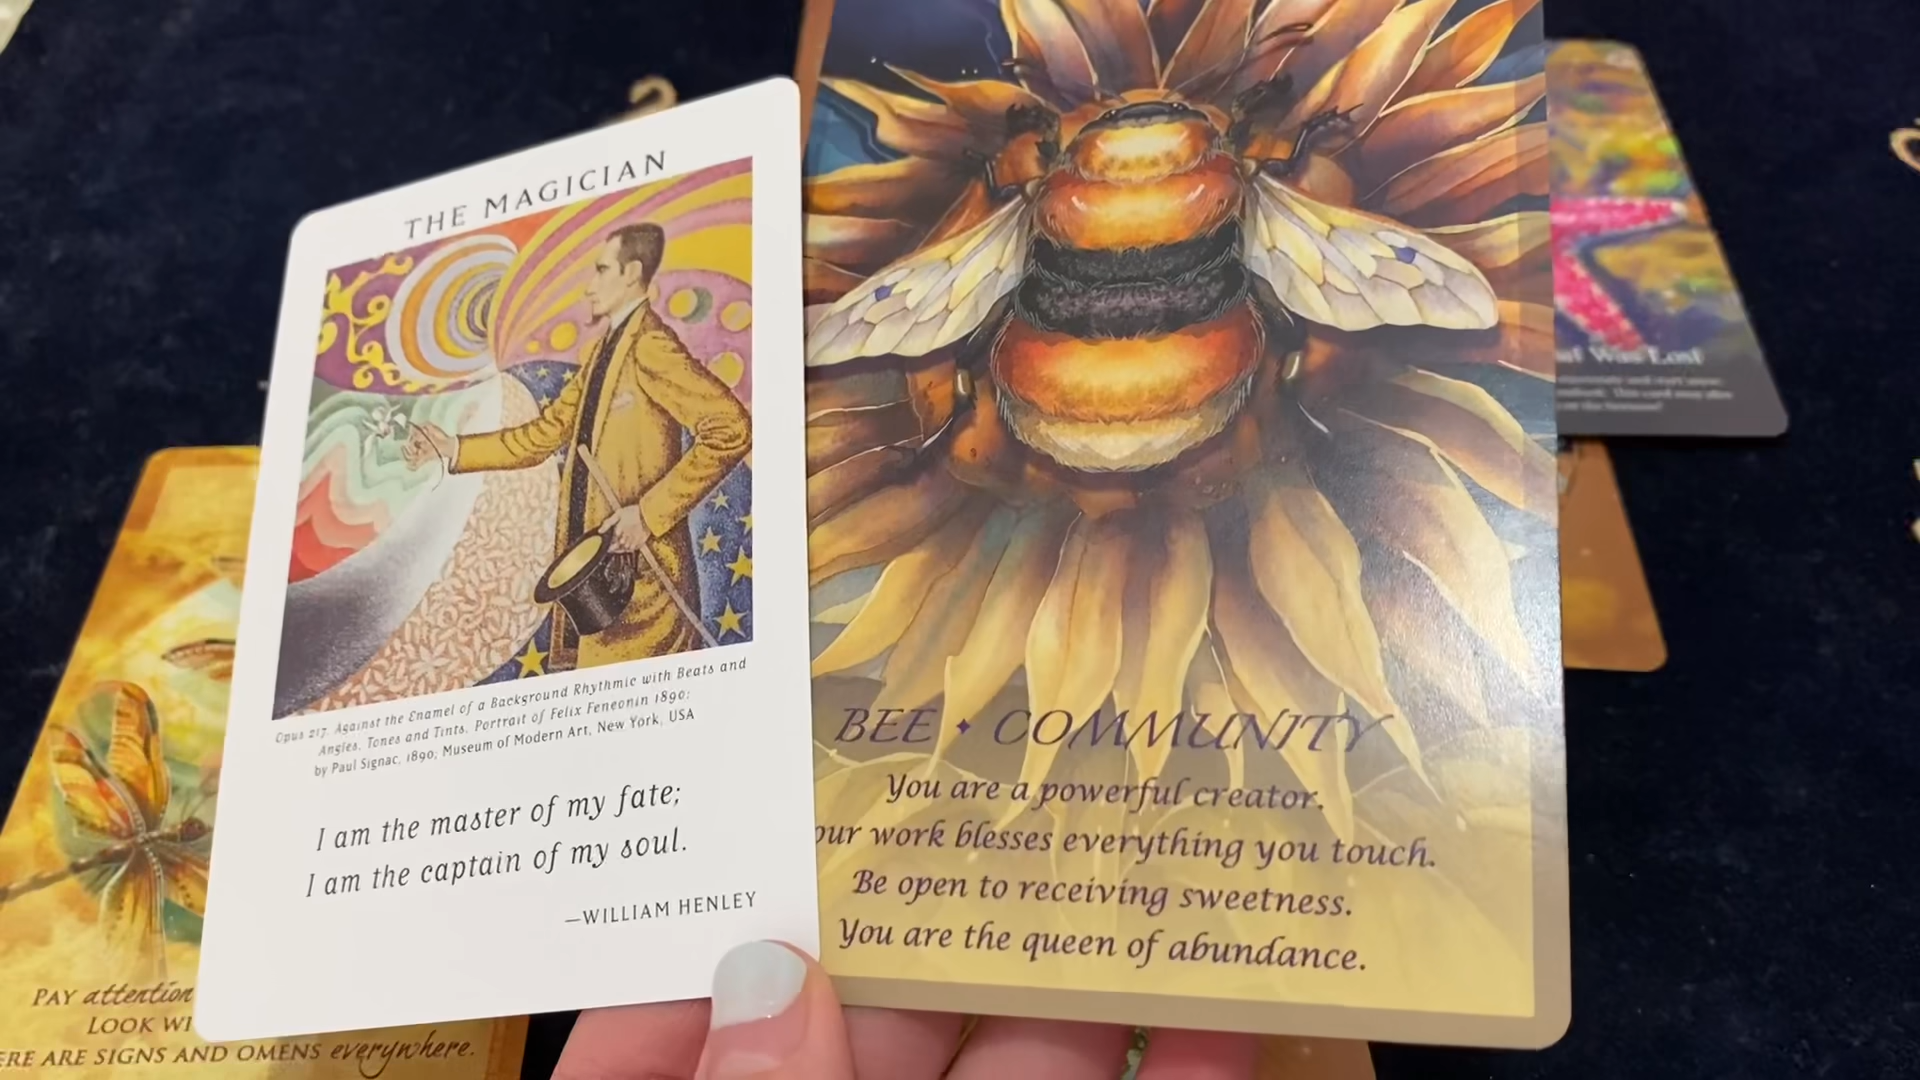 THE MAGICIAN
Opus 217. Against the Enamel of a Background Rhythmic with Beats and
Angles, Tones and Tints, Portrait of Felix Feneonin 1890;
by Paul Signac, 1890; Museum of Modern Art, New York, USA
I am the master of my fate;
I am the captain of my soul.
—WILLIAM HENLEY
BEE ✦ COMMUNITY
You are a powerful creator.
our work blesses everything you touch.
Be open to receiving sweetness.
You are the queen of abundance.
PAY attention
LOOK WI
ERE ARE SIGNS AND OMENS everywhere.
Was Lost